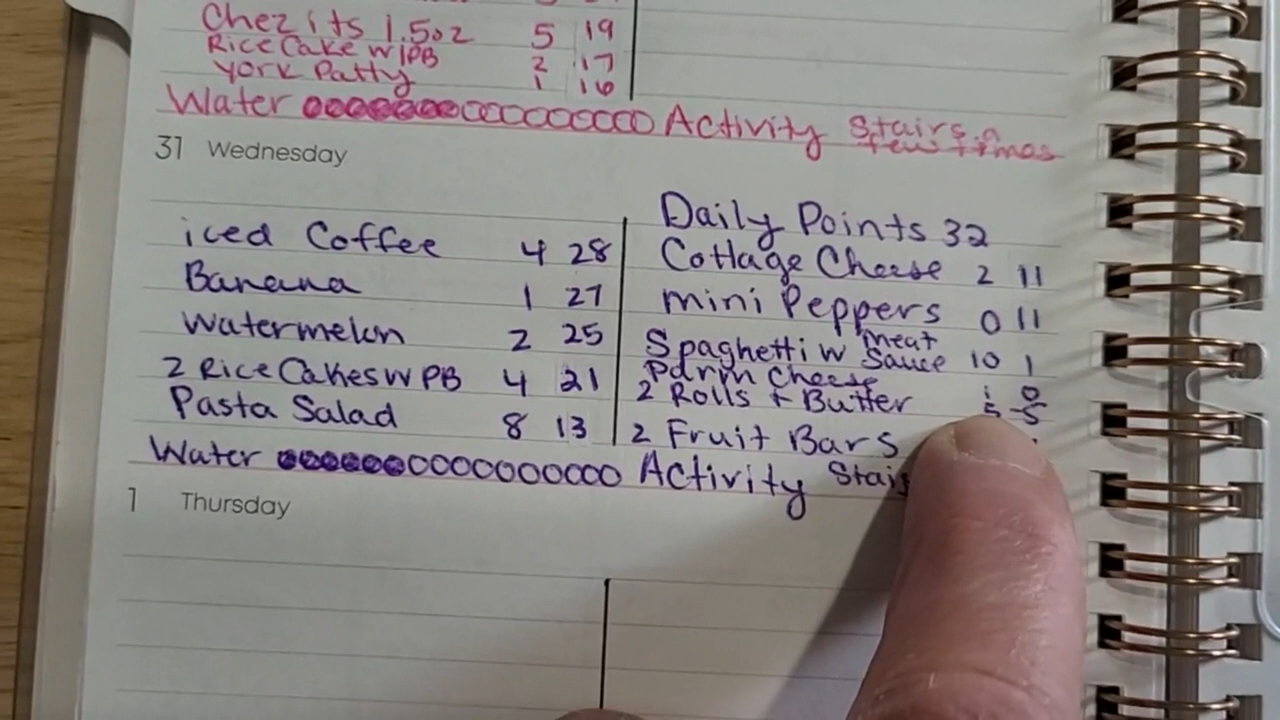 Chez its 1.5oz 5 19
Rice Cake w PB 2 17
York Patty 1 16
Water Activity Stairs a few times
31 Wednesday
iced Coffee 4 28
Banana 1 27
Watermelon 2 25
2 Rice Cakes w PB 4 21
Pasta Salad 8 13
Daily Points 32
Cottage Cheese 2 11
mini Peppers 0 11
Spaghetti w meat Sauce 10 1
Parm Cheese 1 0
2 Rolls + Butter 5 -5
2 Fruit Bars
Water Activity
1 Thursday